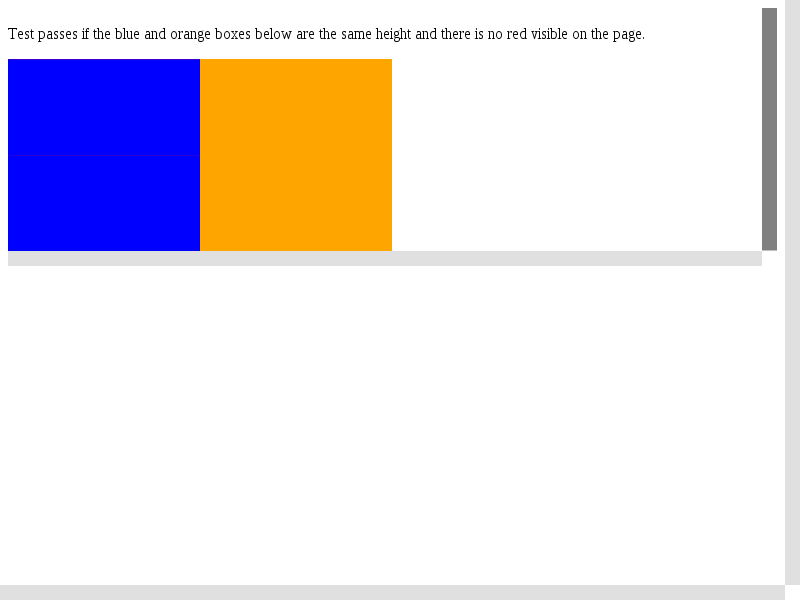 Test passes if the blue and orange boxes below are the same height and there is no red visible on the page.